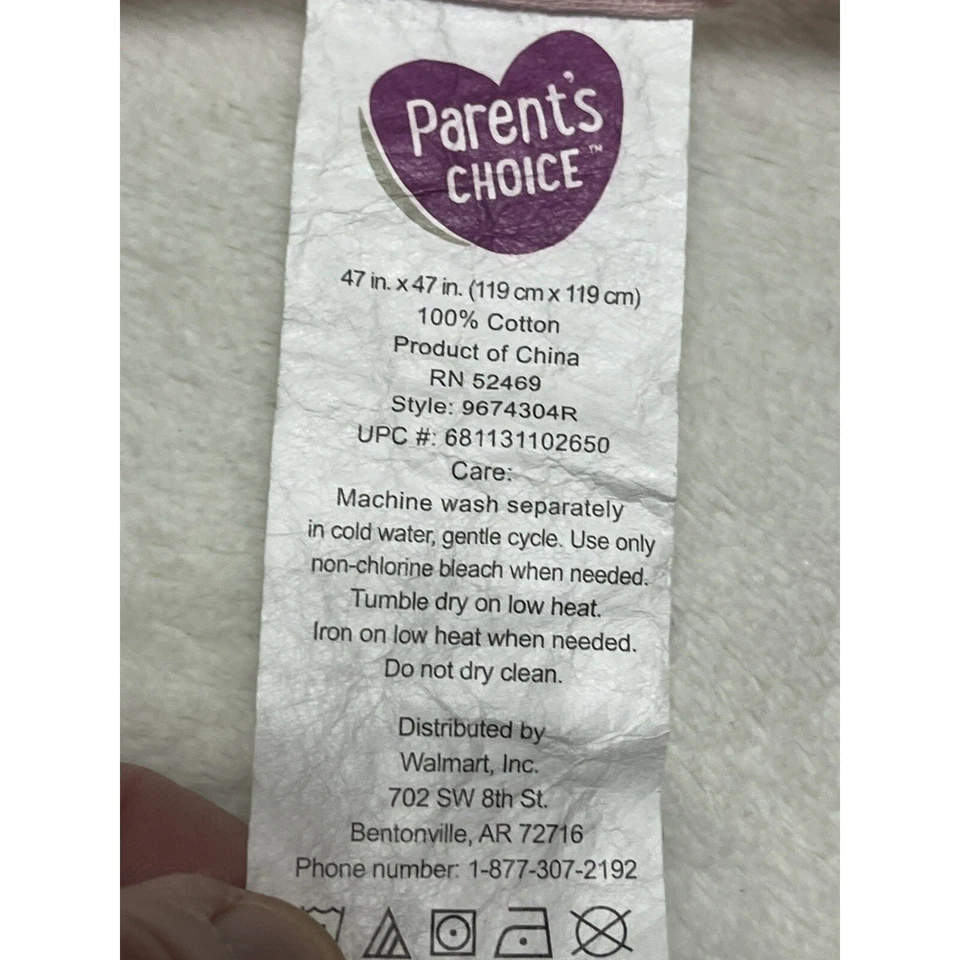 Parent's
CHOICE™
47 in. x 47 in. (119 cm x 119 cm)
100% Cotton
Product of China
RN 52469
Style: 9674304R
UPC #: 681131102650
Care:
Machine wash separately
in cold water, gentle cycle. Use only
non-chlorine bleach when needed.
Tumble dry on low heat.
Iron on low heat when needed.
Do not dry clean.
Distributed by
Walmart, Inc.
702 SW 8th St.
Bentonville, AR 72716
Phone number: 1-877-307-2192